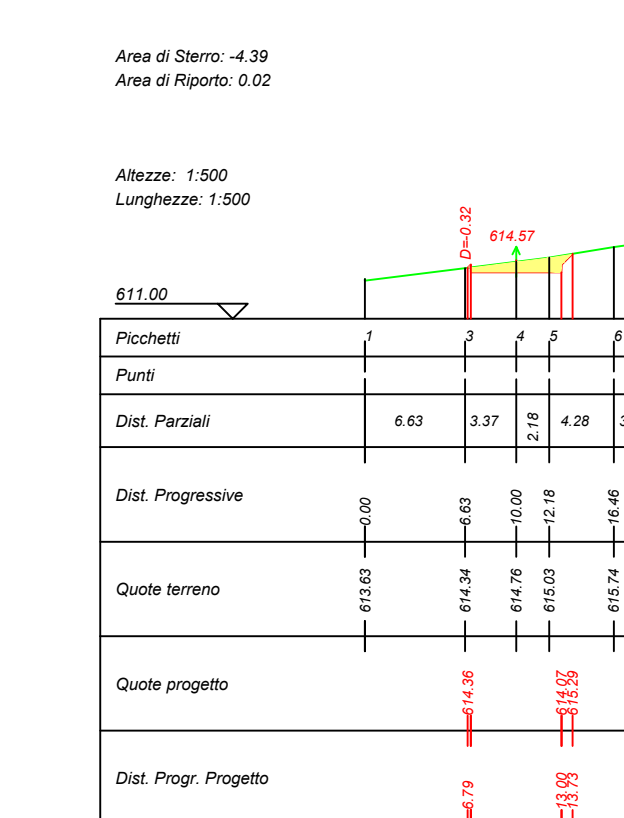 Area di Sterro: -4.39
Area di Riporto: 0.02
Altezze: 1:500
Lunghezze: 1:500
D=-0.32
614.57
611.00
Picchetti 1 3 4 5 6
Punti
Dist. Parziali 6.63 3.37 2.18 4.28
Dist. Progressive 0.00 6.63 10.00 12.18 16.46
Quote terreno 613.63 614.34 614.76 615.03 615.74
Quote progetto 614.36 614.07 615.29
Dist. Progr. Progetto 6.79 13.00 13.73